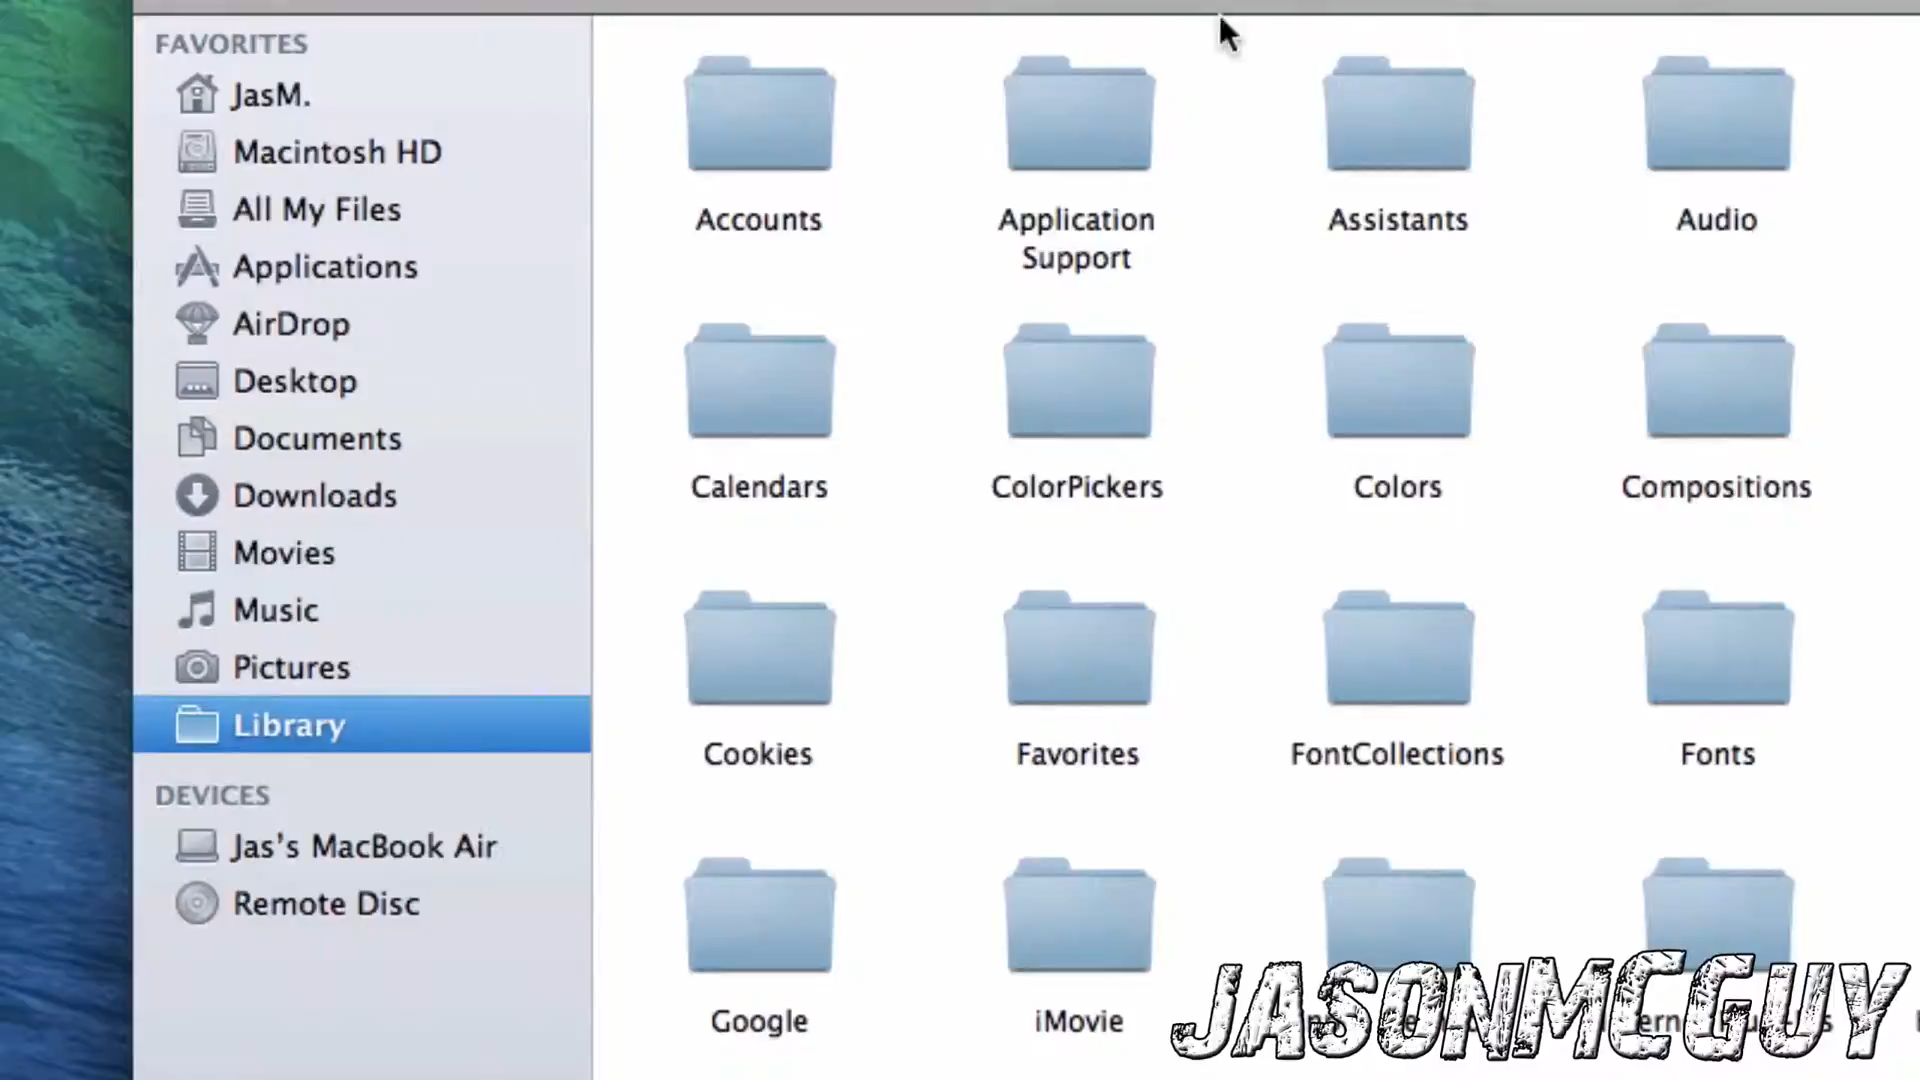 FAVORITES
JasM.
Macintosh HD
All My Files
Applications
AirDrop
Desktop
Documents
Downloads
Movies
Music
Pictures
Library
DEVICES
Jas's MacBook Air
Remote Disc
Accounts
Application
Support
Assistants
Audio
Calendars
ColorPickers
Colors
Compositions
Cookies
Favorites
FontCollections
Fonts
Google
iMovie
JASONMCGUY